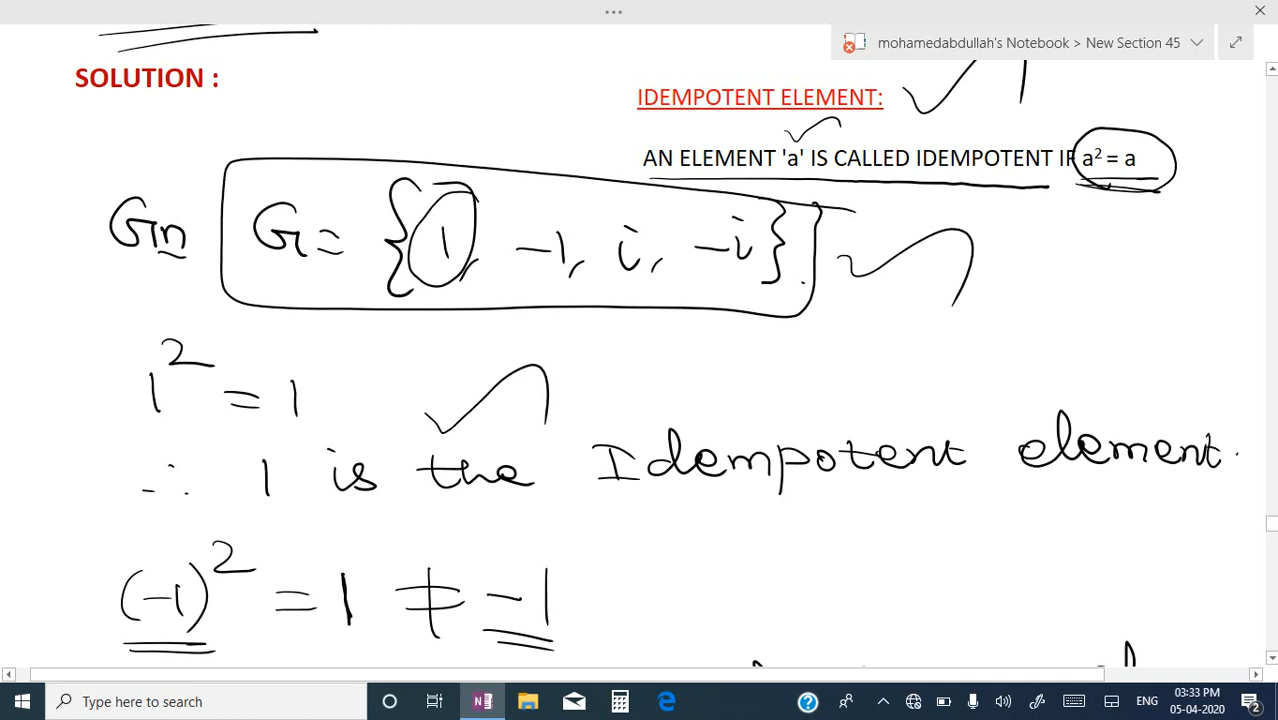 mohamedabdullah's Notebook > New Section 45
SOLUTION :
IDEMPOTENT ELEMENT:
AN ELEMENT 'a' IS CALLED IDEMPOTENT IF a² = a
Gn G = {1, -1, i, -i}.
1² = 1
∴ 1 is the Idempotent element.
(-1)² = 1 ≠ -1
Type here to search
ENG
03:33 PM
05-04-2020
2